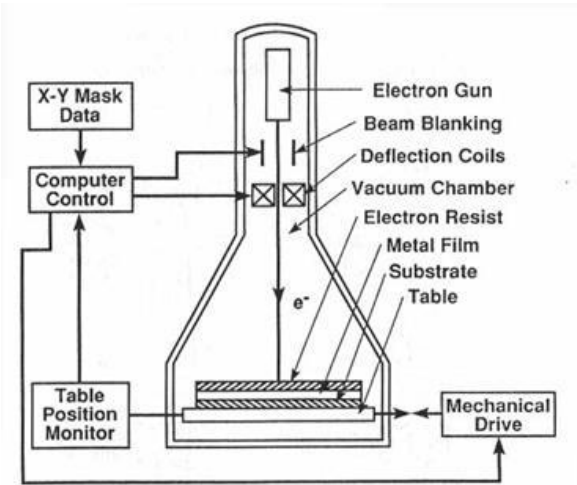 X-Y Mask
Data
Computer
Control
Table
Position
Monitor
Electron Gun
Beam Blanking
Deflection Coils
Vacuum Chamber
Electron Resist
Metal Film
Substrate
Table
e-
Mechanical
Drive